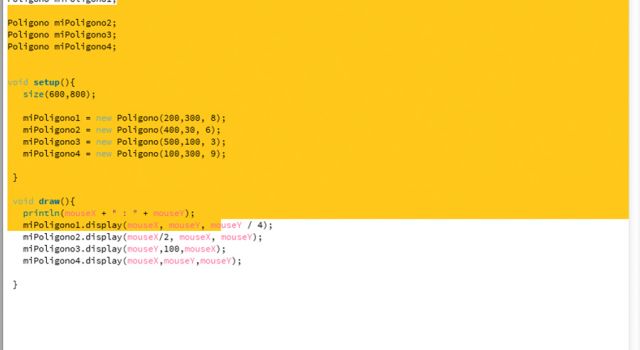 Poligono miPoligono1;
Poligono miPoligono2;
Poligono miPoligono3;
Poligono miPoligono4;
void setup(){
size(600,800);
miPoligono1 = new Poligono(200,300, 8);
miPoligono2 = new Poligono(400,30, 6);
miPoligono3 = new Poligono(500,100, 3);
miPoligono4 = new Poligono(100,300, 9);
}
void draw(){
println(mouseX + " : " + mouseY);
miPoligono1.display(mouseX, mouseY, mouseY / 4);
miPoligono2.display(mouseX/2, mouseX, mouseY);
miPoligono3.display(mouseY,100,mouseX);
miPoligono4.display(mouseX,mouseY,mouseY);
}